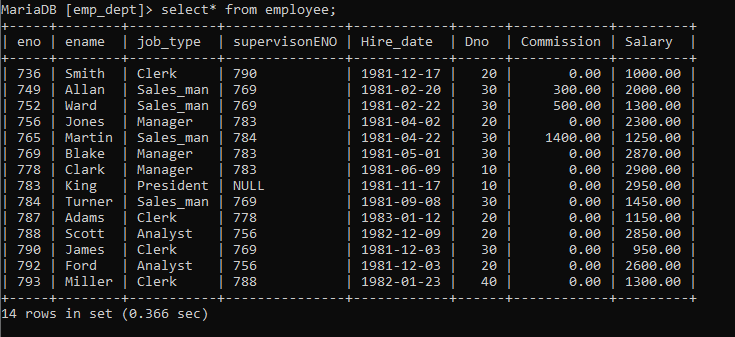 MariaDB [emp_dept]> select* from employee;
+-----+--------+-----------+---------------+------------+-----+------------+---------+
| eno | ename  | job_type  | supervisonENO | Hire_date  | Dno | Commission | Salary  |
+-----+--------+-----------+---------------+------------+-----+------------+---------+
| 736 | Smith  | Clerk     | 790           | 1981-12-17 |  20 |       0.00 | 1000.00 |
| 749 | Allan  | Sales_man | 769           | 1981-02-20 |  30 |     300.00 | 2000.00 |
| 752 | Ward   | Sales_man | 769           | 1981-02-22 |  30 |     500.00 | 1300.00 |
| 756 | Jones  | Manager   | 783           | 1981-04-02 |  20 |       0.00 | 2300.00 |
| 765 | Martin | Sales_man | 784           | 1981-04-22 |  30 |    1400.00 | 1250.00 |
| 769 | Blake  | Manager   | 783           | 1981-05-01 |  30 |       0.00 | 2870.00 |
| 778 | Clark  | Manager   | 783           | 1981-06-09 |  10 |       0.00 | 2900.00 |
| 783 | King   | President | NULL          | 1981-11-17 |  10 |       0.00 | 2950.00 |
| 784 | Turner | Sales_man | 769           | 1981-09-08 |  30 |       0.00 | 1450.00 |
| 787 | Adams  | Clerk     | 778           | 1983-01-12 |  20 |       0.00 | 1150.00 |
| 788 | Scott  | Analyst   | 756           | 1982-12-09 |  20 |       0.00 | 2850.00 |
| 790 | James  | Clerk     | 769           | 1981-12-03 |  30 |       0.00 |  950.00 |
| 792 | Ford   | Analyst   | 756           | 1981-12-03 |  20 |       0.00 | 2600.00 |
| 793 | Miller | Clerk     | 788           | 1982-01-23 |  40 |       0.00 | 1300.00 |
+-----+--------+-----------+---------------+------------+-----+------------+---------+
14 rows in set (0.366 sec)